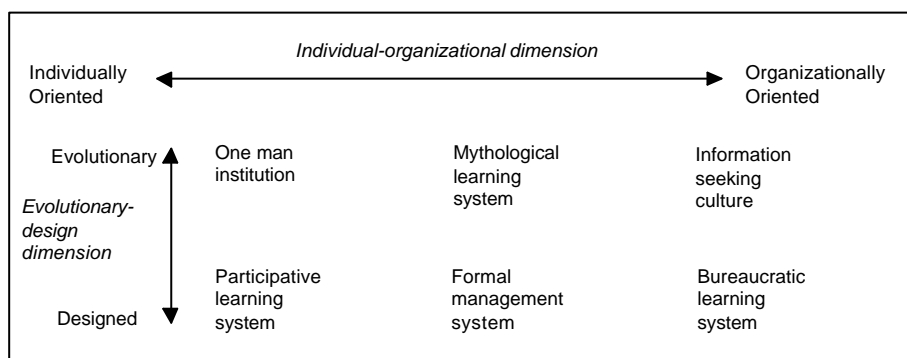 Individual-organizational dimension
Individually
Oriented
Organizationally
Oriented
Evolutionary
One man
institution
Mythological
learning
system
Information
seeking
culture
Evolutionary-
design
dimension
Participative
learning
system
Formal
management
system
Bureaucratic
learning
system
Designed